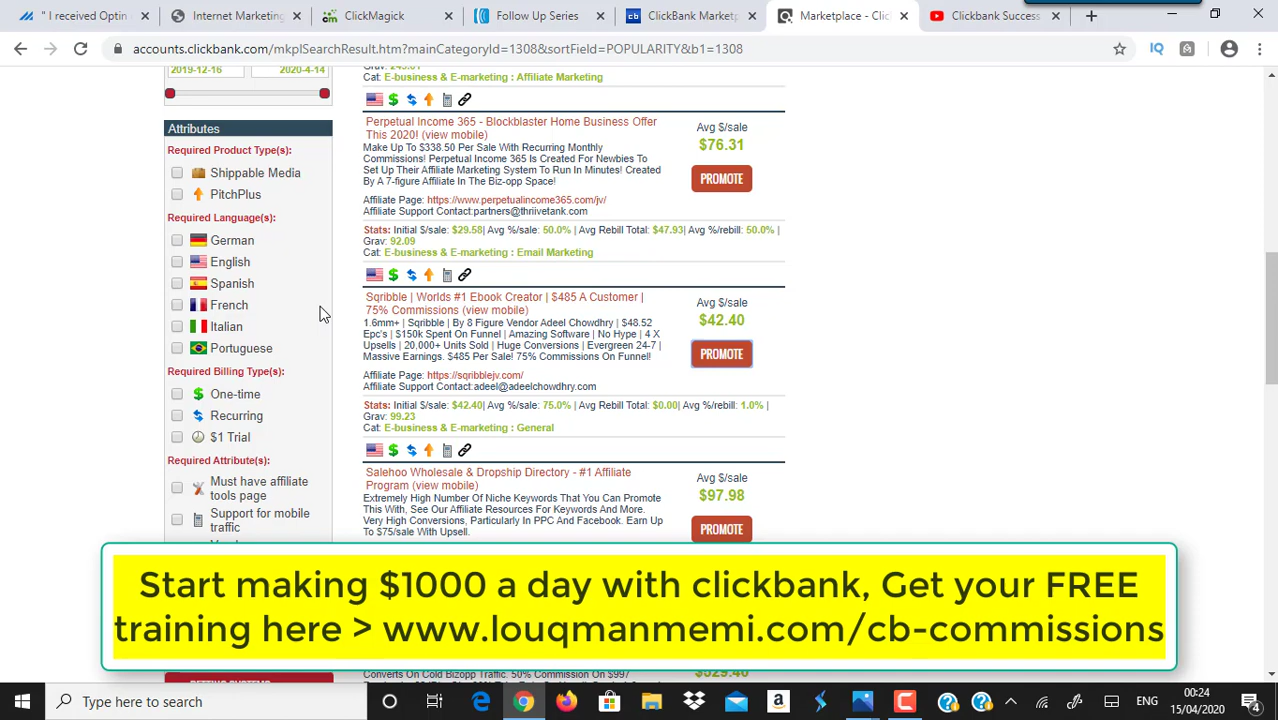 " I received Optin
Internet Marketing
ClickMagick
Follow Up Series
ClickBank Marketp
Marketplace - Clic
Clickbank Success
accounts.clickbank.com/mkplSearchResult.htm?mainCategoryId=1308&sortField=POPULARITY&b1=1308
2019-12-16 2020-4-14
Attributes
Required Product Type(s):
Shippable Media
PitchPlus
Required Language(s):
German
English
Spanish
French
Italian
Portuguese
Required Billing Type(s):
One-time
Recurring
$1 Trial
Required Attribute(s):
Must have affiliate
tools page
Support for mobile
traffic
Cat: E-business & E-marketing : Affiliate Marketing
Perpetual Income 365 - Blockblaster Home Business Offer
This 2020! (view mobile)
Make Up To $338.50 Per Sale With Recurring Monthly
Commissions! Perpetual Income 365 Is Created For Newbies To
Set Up Their Affiliate Marketing System To Run In Minutes! Created
By A 7-figure Affiliate In The Biz-opp Space!
Affiliate Page: https://www.perpetualincome365.com/jv/
Affiliate Support Contact:partners@thriivetank.com
Avg $/sale
$76.31
PROMOTE
Stats: Initial $/sale: $29.58| Avg %/sale: 50.0% | Avg Rebill Total: $47.93| Avg %/rebill: 50.0% |
Grav: 92.09
Cat: E-business & E-marketing : Email Marketing
Sqribble | Worlds #1 Ebook Creator | $485 A Customer |
75% Commissions (view mobile)
1.6mm+ | Sqribble | By 8 Figure Vendor Adeel Chowdhry | $48.52
Epc's | $150k Spent On Funnel | Amazing Software | No Hype | 4 X
Upsells | 20,000+ Units Sold | Huge Conversions | Evergreen 24-7 |
Massive Earnings. $485 Per Sale! 75% Commissions On Funnel!
Affiliate Page: https://sqribblejv.com/
Affiliate Support Contact:adeel@adeelchowdhry.com
Avg $/sale
$42.40
PROMOTE
Stats: Initial $/sale: $42.40| Avg %/sale: 75.0% | Avg Rebill Total: $0.00| Avg %/rebill: 1.0% |
Grav: 99.23
Cat: E-business & E-marketing : General
Salehoo Wholesale & Dropship Directory - #1 Affiliate
Program (view mobile)
Extremely High Number Of Niche Keywords That You Can Promote
This With, See Our Affiliate Resources For Keywords And More.
Very High Conversions, Particularly In PPC And Facebook. Earn Up
To $75/sale With Upsell.
Avg $/sale
$97.98
PROMOTE
Start making $1000 a day with clickbank, Get your FREE
training here > www.louqmanmemi.com/cb-commissions
Converts On Cold Bizopp Traffic. 50% Commission On $997
Type here to search
ENG
00:24
15/04/2020
4